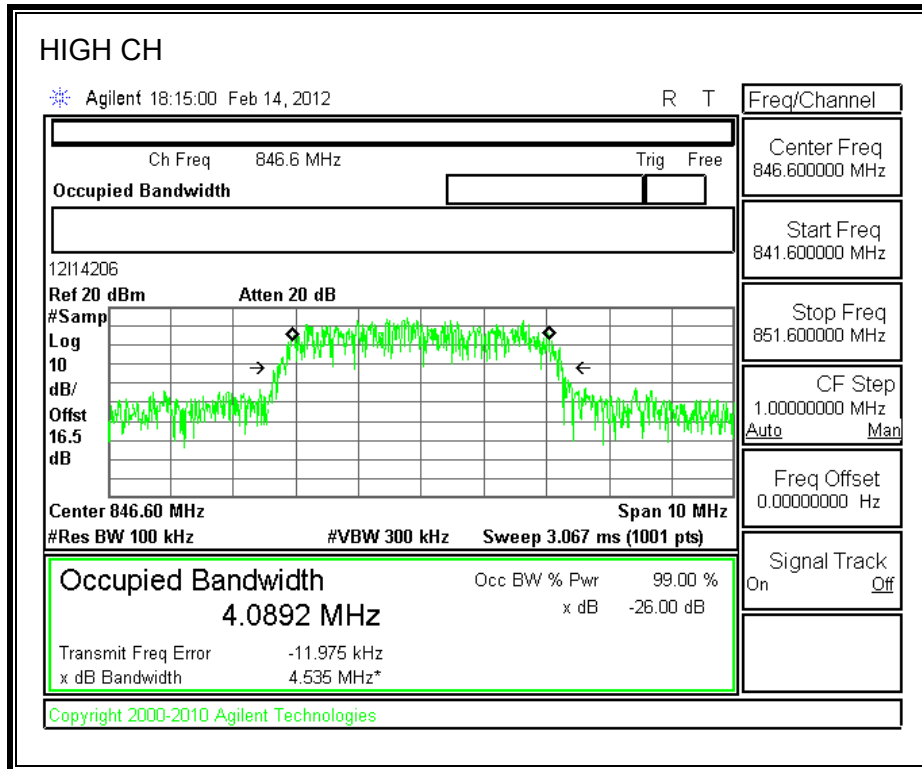 HIGH CH
Agilent 18:15:00 Feb 14, 2012 R T
Freq/Channel
Ch Freq 846.6 MHz Trig Free
Occupied Bandwidth
Center Freq
846.600000 MHz
Start Freq
841.600000 MHz
12I14206
Ref 20 dBm Atten 20 dB
#Samp
Log
10
dB/
Offst
16.5
dB
Stop Freq
851.600000 MHz
CF Step
1.00000000 MHz
Auto Man
Freq Offset
0.00000000 Hz
Center 846.60 MHz Span 10 MHz
#Res BW 100 kHz #VBW 300 kHz Sweep 3.067 ms (1001 pts)
Signal Track
On Off
Occupied Bandwidth Occ BW % Pwr 99.00 %
4.0892 MHz x dB -26.00 dB
Transmit Freq Error -11.975 kHz
x dB Bandwidth 4.535 MHz*
Copyright 2000-2010 Agilent Technologies